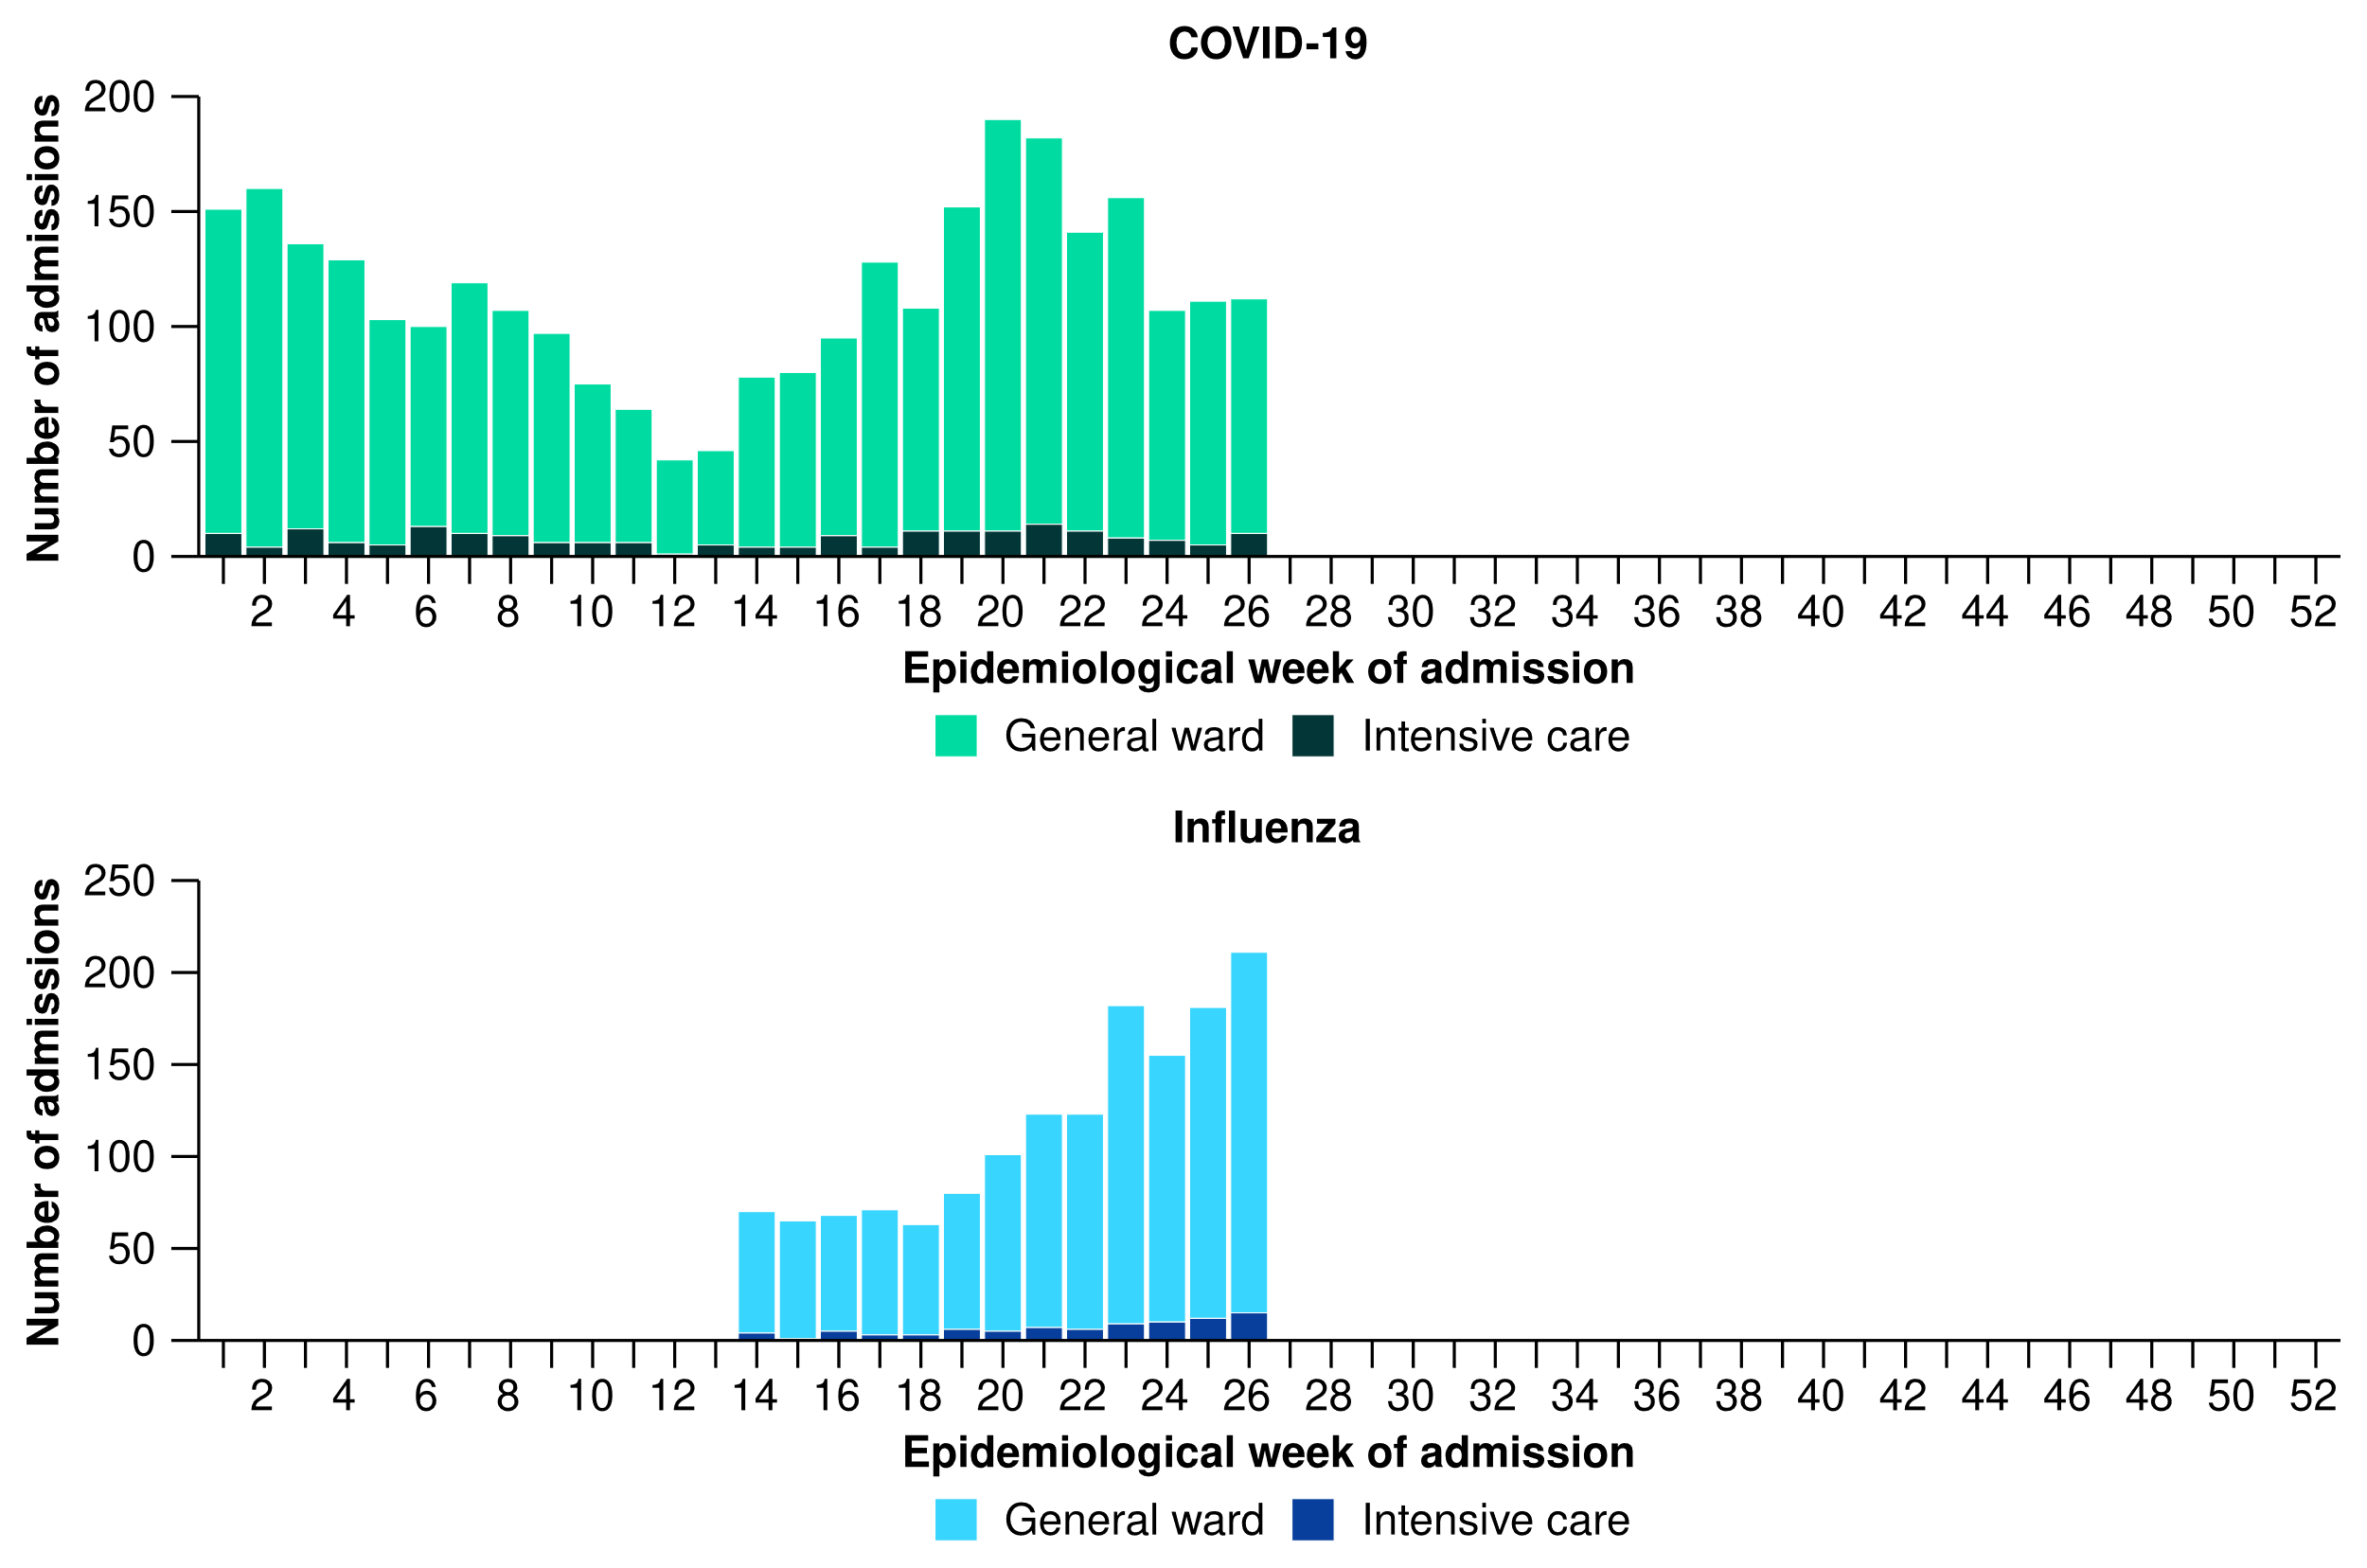 COVID-19
Number of admissions
200
150
100
50
0
2 4 6 8 10 12 14 16 18 20 22 24 26 28 30 32 34 36 38 40 42 44 46 48 50 52
Epidemiological week of admission
General ward Intensive care
Influenza
Number of admissions
250
200
150
100
50
0
2 4 6 8 10 12 14 16 18 20 22 24 26 28 30 32 34 36 38 40 42 44 46 48 50 52
Epidemiological week of admission
General ward Intensive care